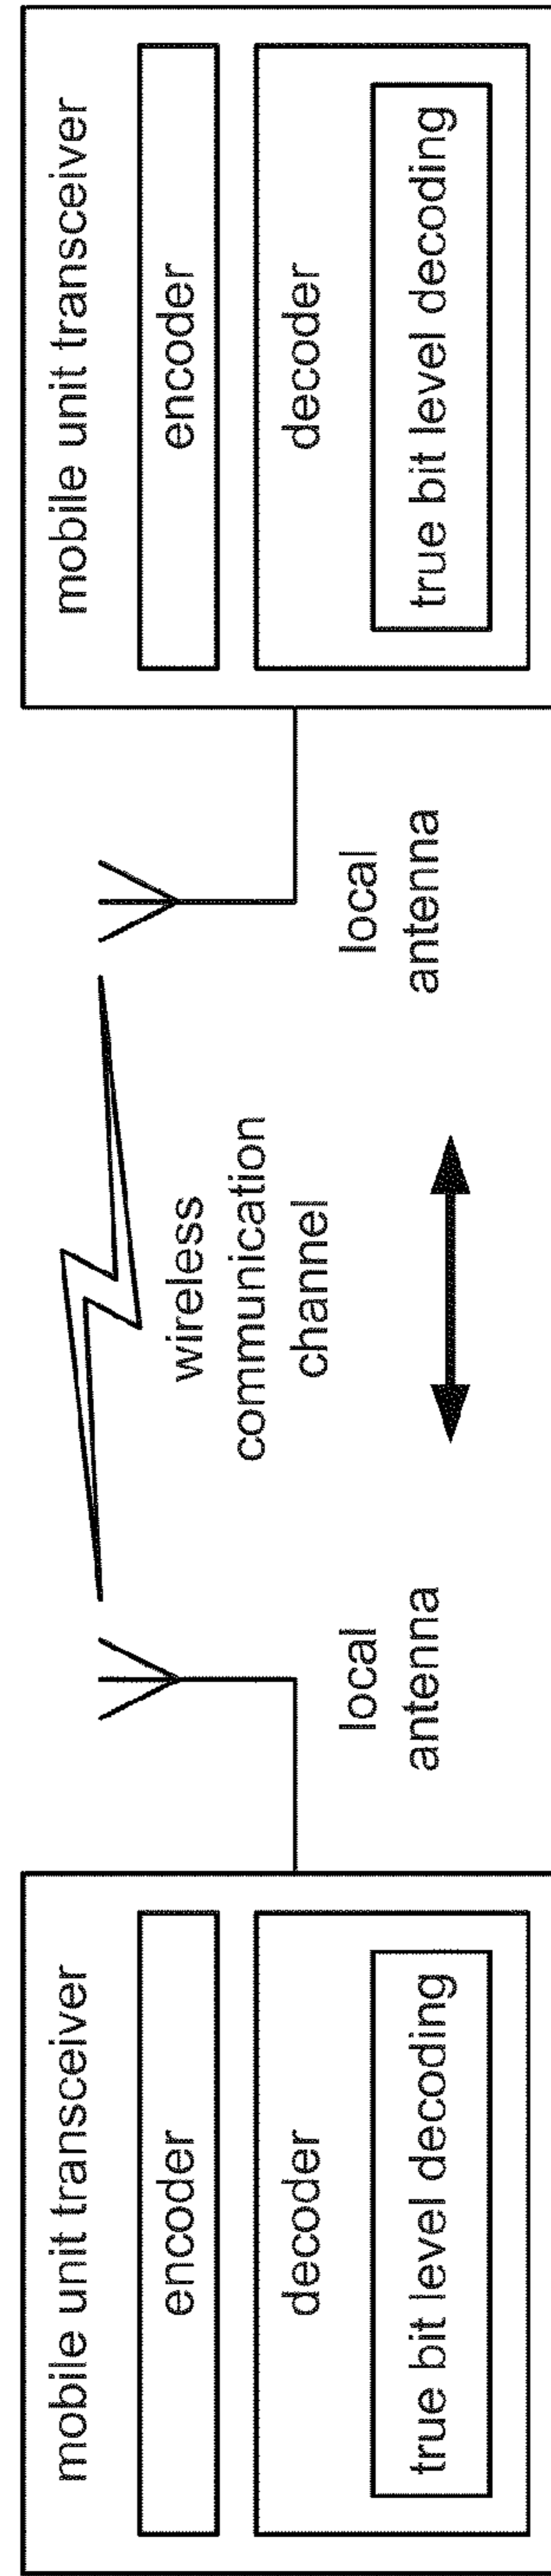 mobile unit transceiver
encoder
decoder
true bit level decoding
local
antenna
wireless
communication
channel
local
antenna
mobile unit transceiver
encoder
decoder
true bit level decoding